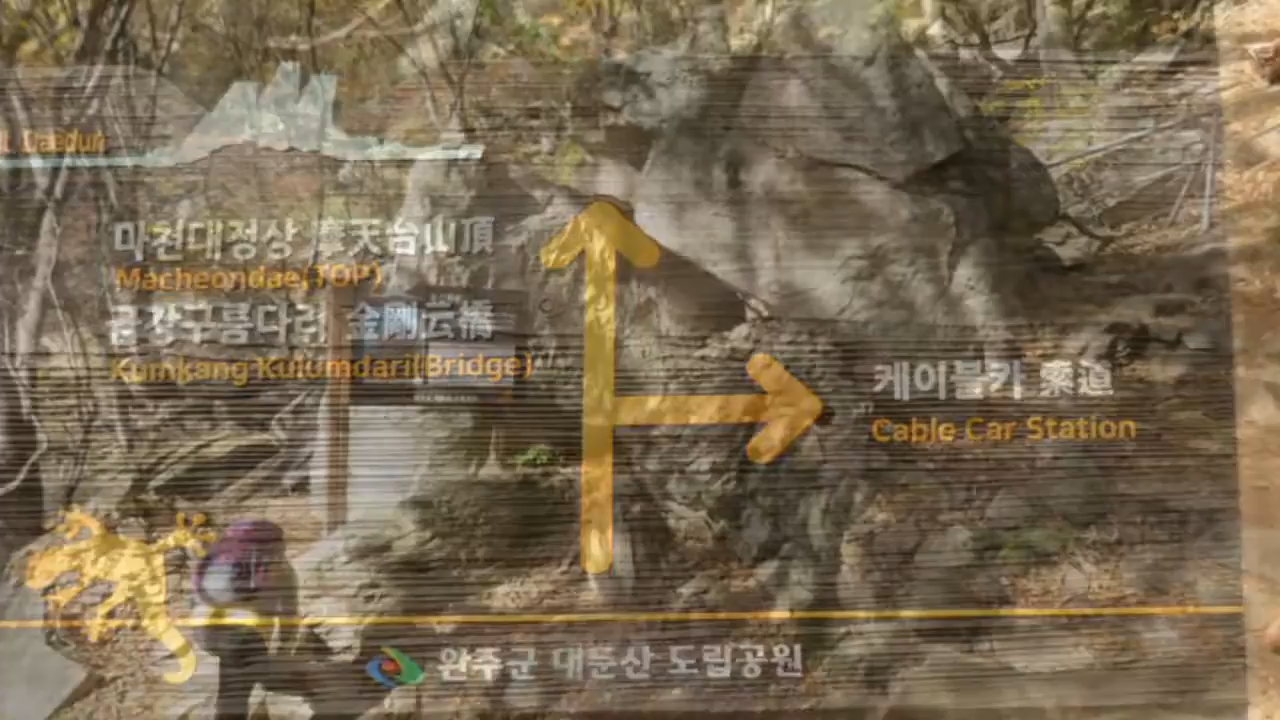 Daedun
마천대정상 摩天台山頂
Macheondae(TOP)
금강구름다리 金剛云橋
Kumkang Kulumdari(Bridge)
케이블카 索道
Cable Car Station
완주군 대둔산 도립공원